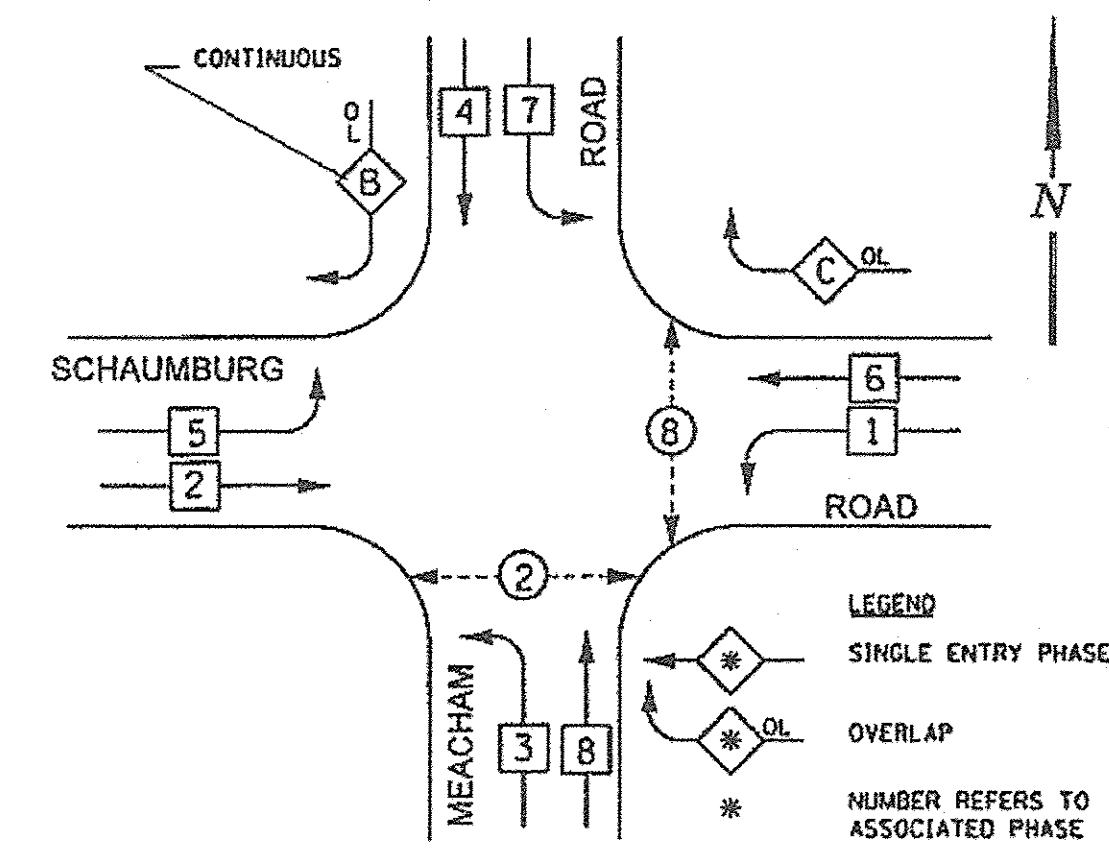 CONTINUOUS
OL
B
4
7
ROAD
N
C
OL
SCHAUMBURG
6
5
8
1
2
ROAD
2
LEGEND
* SINGLE ENTRY PHASE
MEACHAM
3
8
* OL OVERLAP
* NUMBER REFERS TO
ASSOCIATED PHASE